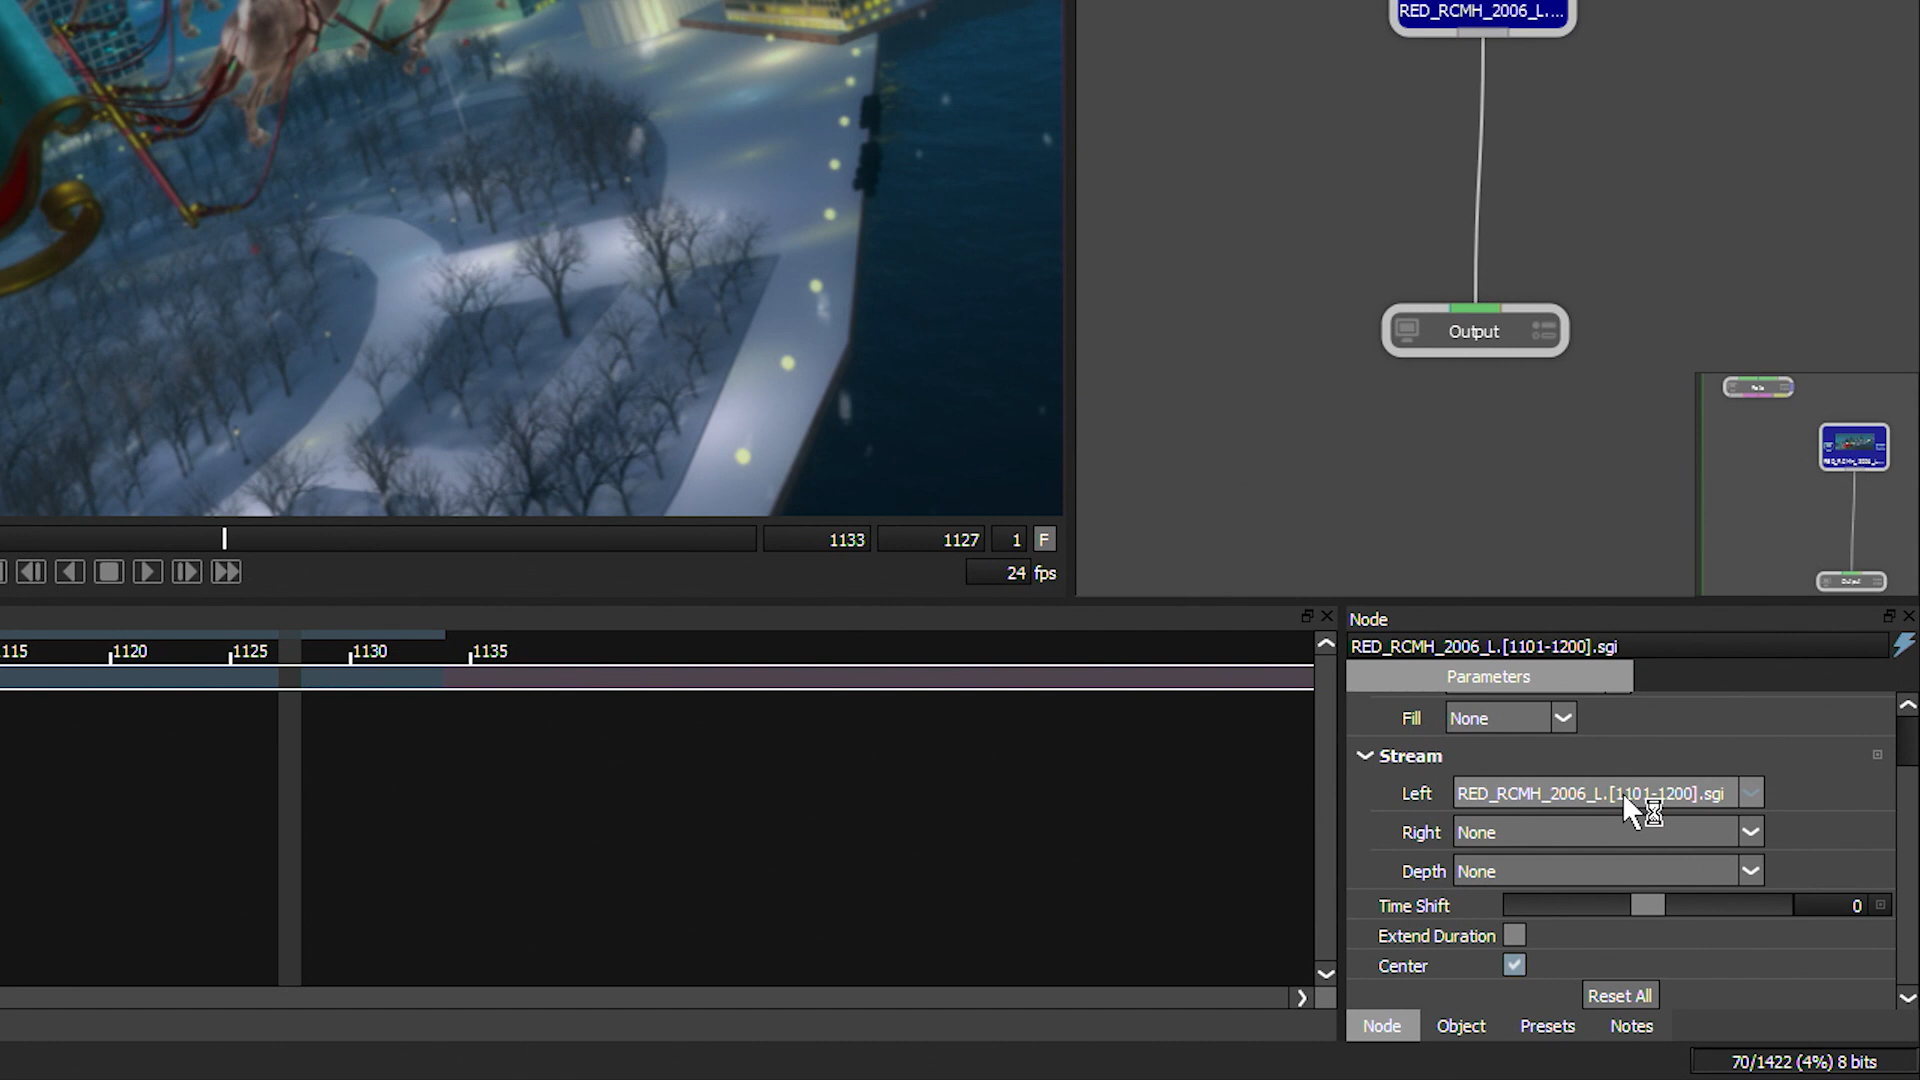 RED_RCMH_2006_L....
Output
Output
1133
1127
1
F
24 fps
115
1120
1125
1130
1135
Node
RED_RCMH_2006_L.[1101-1200].sgi
Parameters
Fill None
Stream
Left RED_RCMH_2006_L.[1101-1200].sgi
Right None
Depth None
Time Shift 0
Extend Duration
Center
Reset All
Node Object Presets Notes
70/1422 (4%) 8 bits